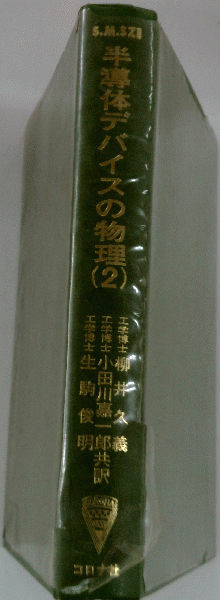 S.M.SZE
半導体デバイスの物理(2)
工学博士 柳井久義
工学博士 小田川嘉一郎共訳
工学博士 生駒俊明
コロナ社